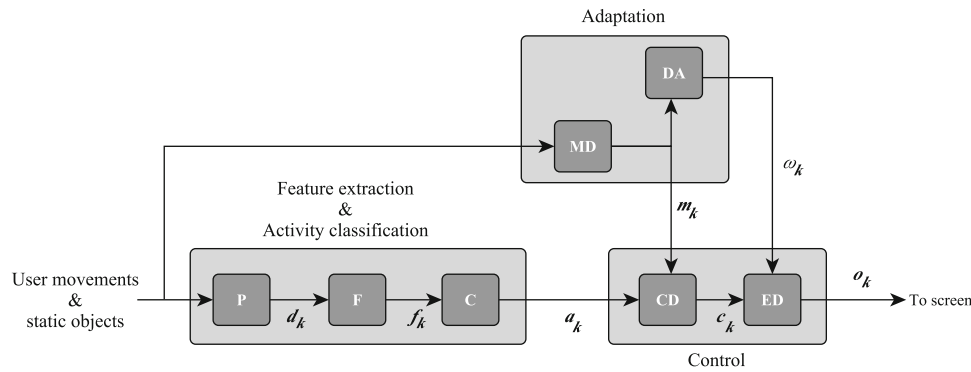 Adaptation
DA
MD
ω_k
Feature extraction
&
Activity classification
m_k
User movements
&
static objects
P
d_k
F
f_k
C
a_k
CD
c_k
ED
o_k
To screen
Control